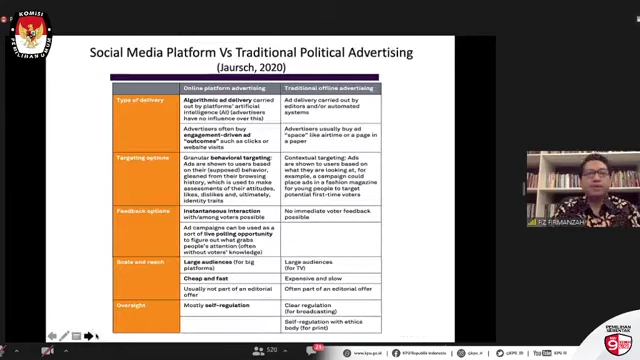 KOMISI
PEMILIHAN UMUM
Social Media Platform Vs Traditional Political Advertising
(Jaursch, 2020)
Online platform advertising
Traditional offline advertising
Type of delivery
Algorithmic ad delivery carried
out by platforms' artificial
intelligence (AI) (advertisers
have no influence over this)
Ad delivery carried out by
editors and/or automated
systems
Advertisers often buy
engagement-driven ad
"outcomes" such as clicks or
website visits
Advertisers usually buy ad
"space" like airtime or a page in
a paper
Targeting options
Granular behavioral targeting:
Ads are shown to users based
on their (supposed) behavior,
gleaned from their browsing
history, which is used to make
assessments of their attitudes,
likes, dislikes and, ultimately,
identity traits
Contextual targeting: Ads
are shown to users based on
what they are looking at, for
example, a campaign could
place ads in a fashion magazine
for young people to target
potential first-time voters
Feedback options
Instantaneous interaction
with/among voters possible
No immediate voter feedback
possible
Ad campaigns can be used as a
sort of live polling opportunity
to figure out what grabs
people's attention (often
without voters' knowledge)
Scale and reach
Large audiences (for big
platforms)
Large audiences
(for TV)
Cheap and fast
Expensive and slow
Usually not part of an editorial
offer
Often part of an editorial offer
Oversight
Mostly self-regulation
Clear regulation
(for broadcasting)
Self-regulation with ethics
body (for print)
FIRMANZAH
520
www.kpu.go.id
KPU Republik Indonesia
YouTube
KPU RI
PEMILIHAN
SERENTAK